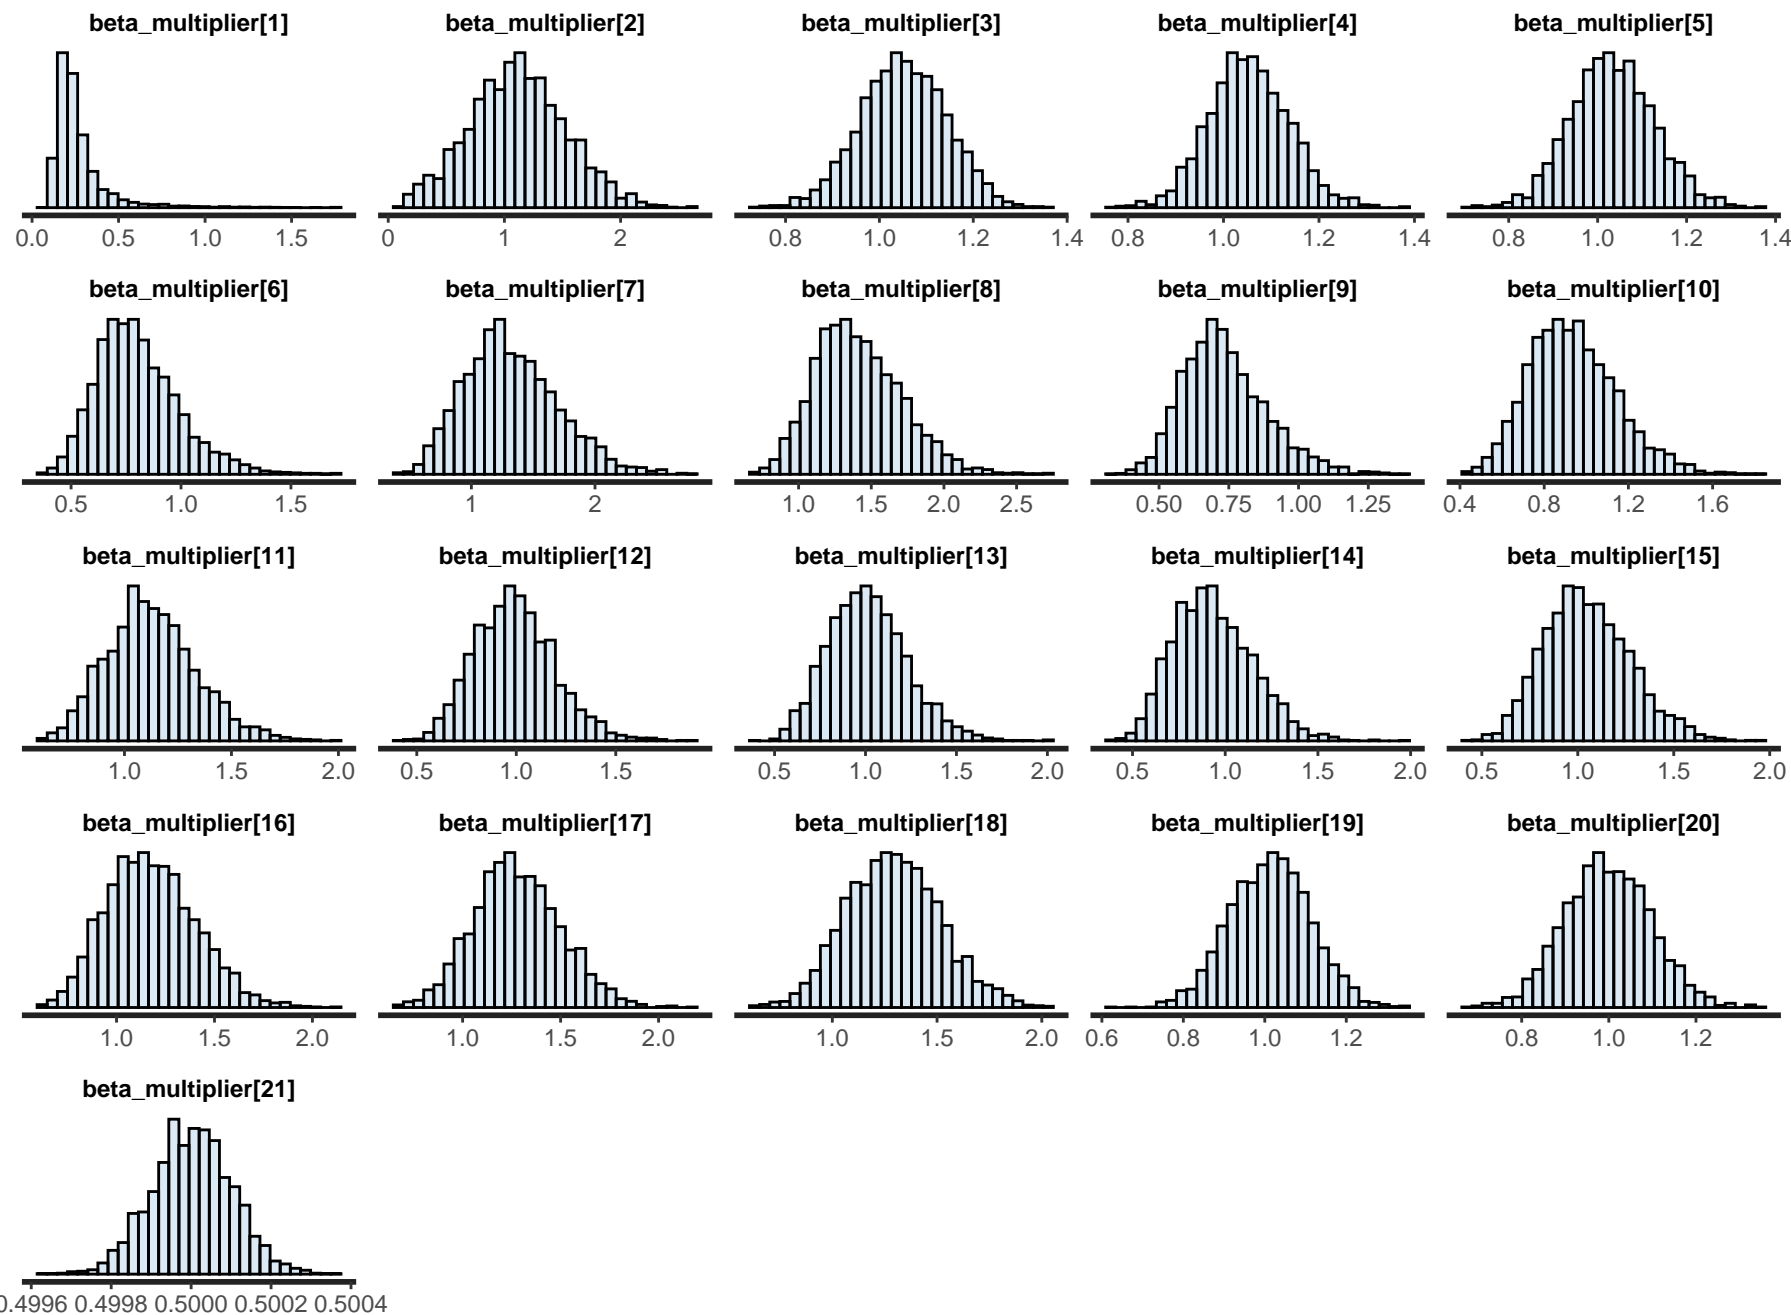 beta_multiplier[1] beta_multiplier[2] beta_multiplier[3] beta_multiplier[4] beta_multiplier[5]
0.0 0.5 1.0 1.5 0 1 2 0.8 1.0 1.2 1.4 0.8 1.0 1.2 1.4 0.8 1.0 1.2 1.4
beta_multiplier[6] beta_multiplier[7] beta_multiplier[8] beta_multiplier[9] beta_multiplier[10]
0.5 1.0 1.5 1 2 1.0 1.5 2.0 2.5 0.50 0.75 1.00 1.25 0.4 0.8 1.2 1.6
beta_multiplier[11] beta_multiplier[12] beta_multiplier[13] beta_multiplier[14] beta_multiplier[15]
1.0 1.5 2.0 0.5 1.0 1.5 0.5 1.0 1.5 2.0 0.5 1.0 1.5 2.0 0.5 1.0 1.5 2.0
beta_multiplier[16] beta_multiplier[17] beta_multiplier[18] beta_multiplier[19] beta_multiplier[20]
1.0 1.5 2.0 1.0 1.5 2.0 1.0 1.5 2.0 0.6 0.8 1.0 1.2 0.8 1.0 1.2
beta_multiplier[21]
0.4996 0.4998 0.5000 0.5002 0.5004